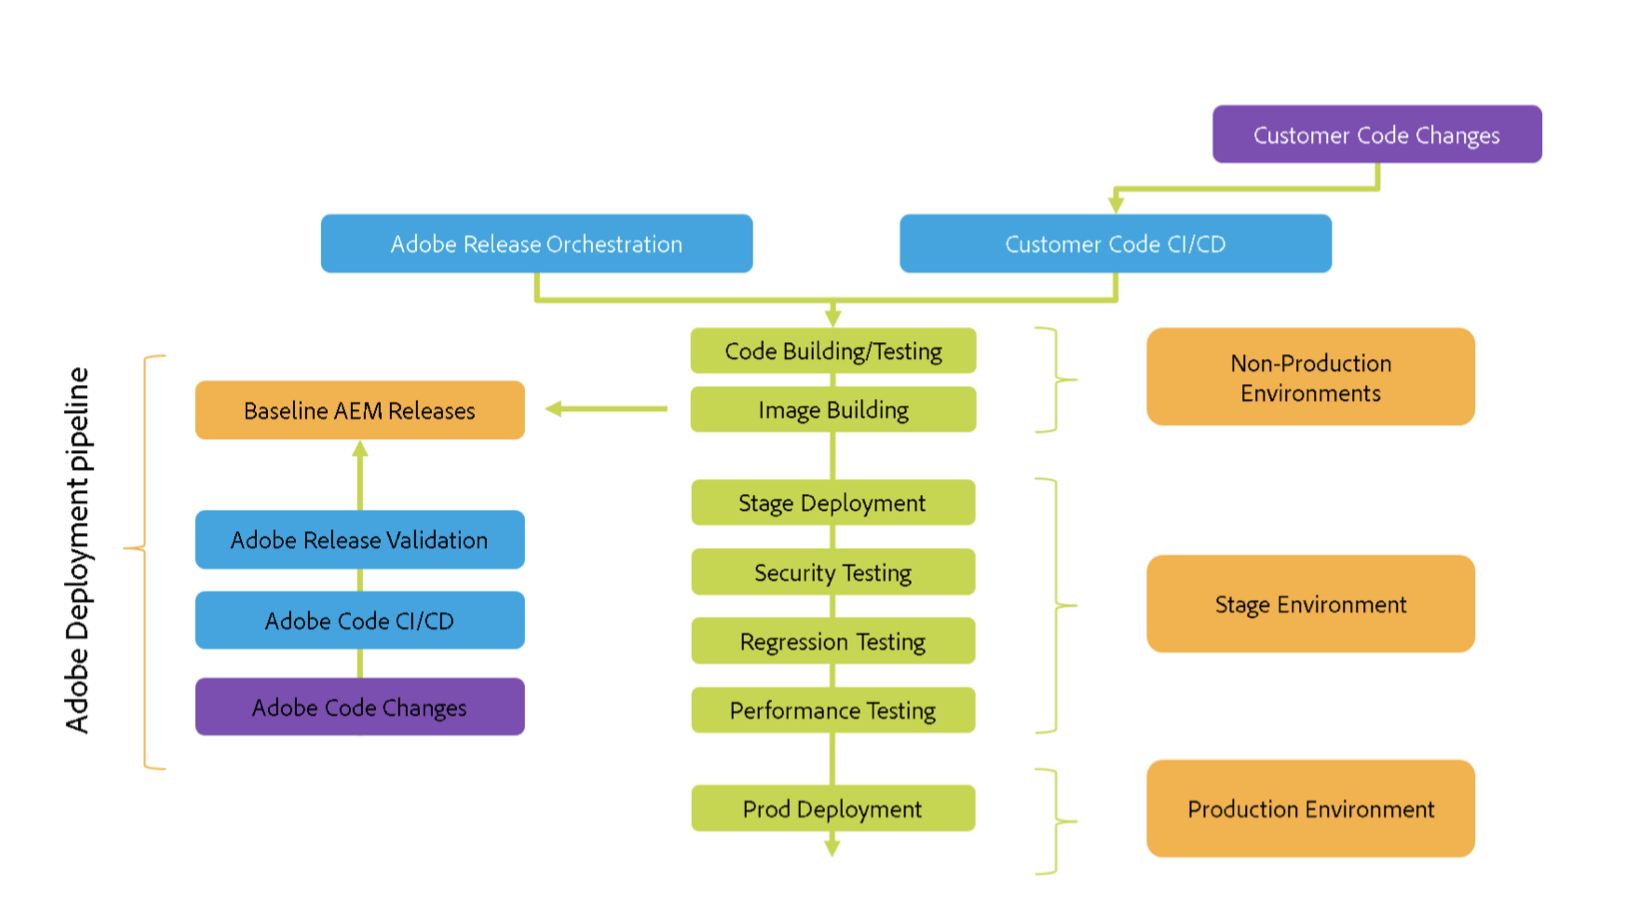 Customer Code Changes
Adobe Release Orchestration
Customer Code CI/CD
Adobe Deployment pipeline
Baseline AEM Releases
Adobe Release Validation
Adobe Code CI/CD
Adobe Code Changes
Code Building/Testing
Image Building
Stage Deployment
Security Testing
Regression Testing
Performance Testing
Prod Deployment
Non-Production
Environments
Stage Environment
Production Environment